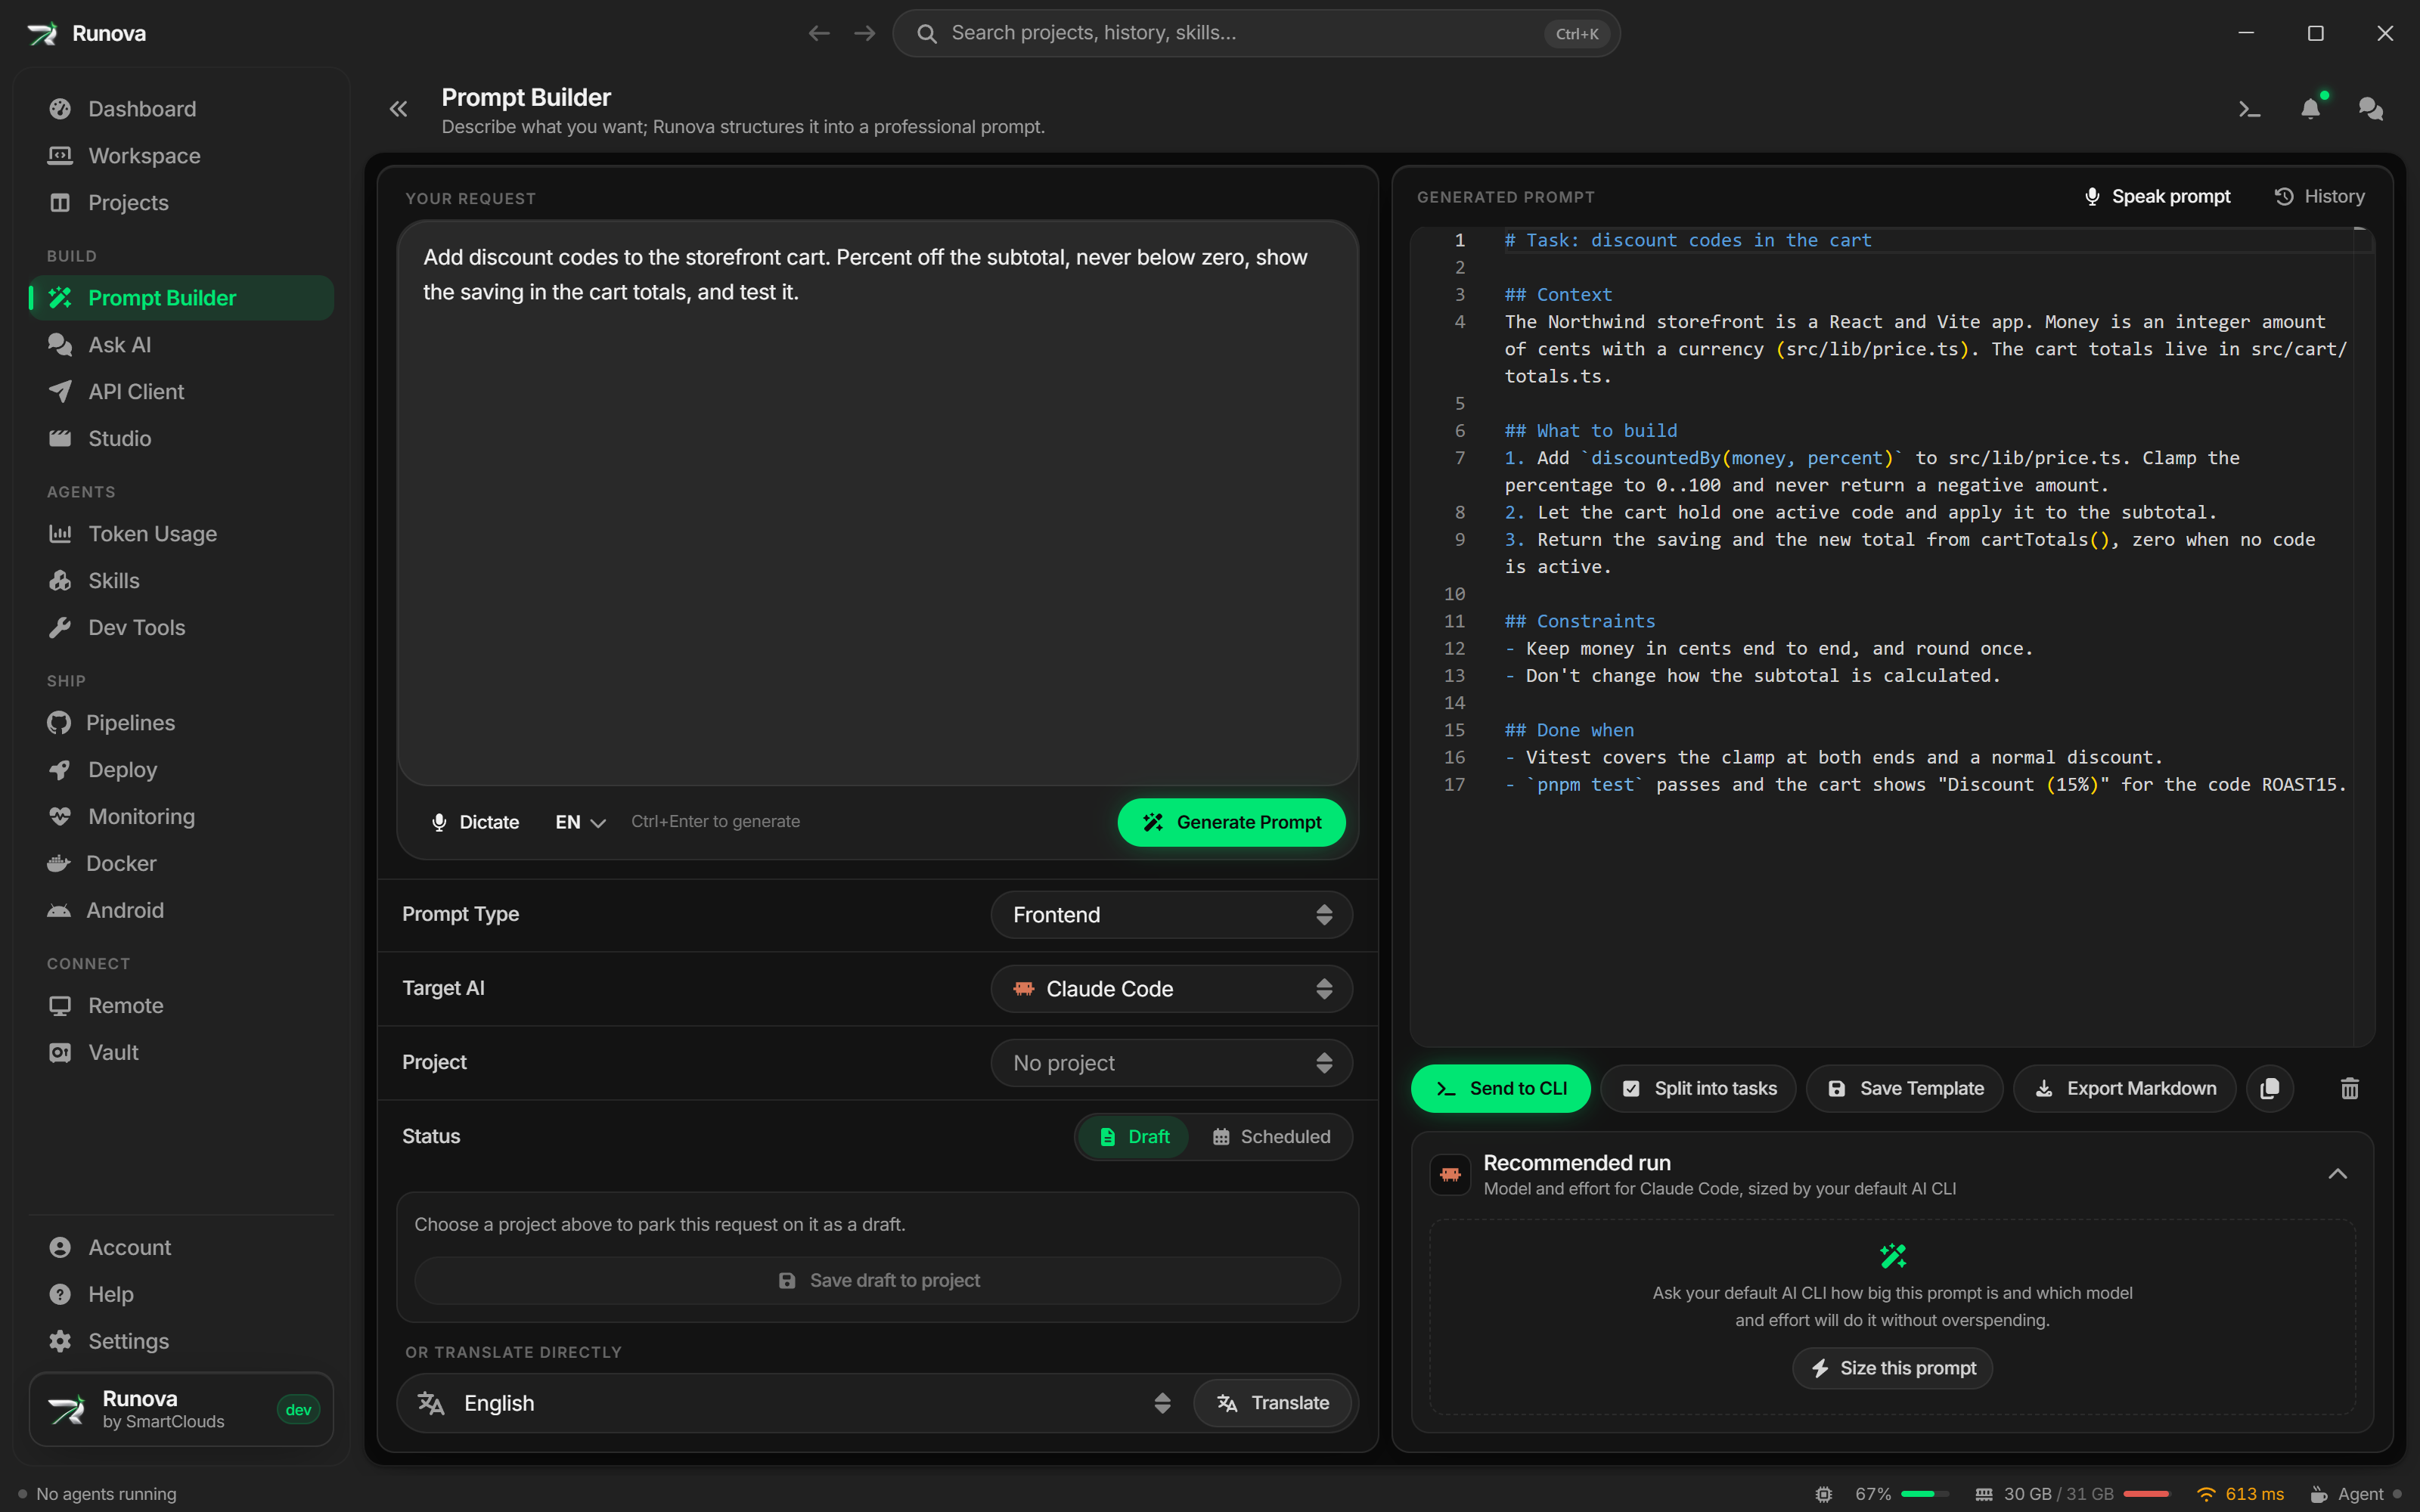 Runova
Search projects, history, skills...
Ctrl+K
Dashboard
Workspace
Projects
BUILD
Prompt Builder
Ask AI
API Client
Studio
AGENTS
Token Usage
Skills
Dev Tools
SHIP
Pipelines
Deploy
Monitoring
Docker
Android
CONNECT
Remote
Vault
Account
Help
Settings
Runova
by SmartClouds
dev
Prompt Builder
Describe what you want; Runova structures it into a professional prompt.
YOUR REQUEST
Add discount codes to the storefront cart. Percent off the subtotal, never below zero, show
the saving in the cart totals, and test it.
Dictate
EN
Ctrl+Enter to generate
Generate Prompt
Prompt Type
Frontend
Target AI
Claude Code
Project
No project
Status
Draft
Scheduled
Choose a project above to park this request on it as a draft.
Save draft to project
OR TRANSLATE DIRECTLY
English
Translate
GENERATED PROMPT
Speak prompt
History
1 # Task: discount codes in the cart
2
3 ## Context
4 The Northwind storefront is a React and Vite app. Money is an integer amount
of cents with a currency (src/lib/price.ts). The cart totals live in src/cart/
totals.ts.
5
6 ## What to build
7 1. Add `discountedBy(money, percent)` to src/lib/price.ts. Clamp the
percentage to 0..100 and never return a negative amount.
8 2. Let the cart hold one active code and apply it to the subtotal.
9 3. Return the saving and the new total from cartTotals(), zero when no code
is active.
10
11 ## Constraints
12 - Keep money in cents end to end, and round once.
13 - Don't change how the subtotal is calculated.
14
15 ## Done when
16 - Vitest covers the clamp at both ends and a normal discount.
17 - `pnpm test` passes and the cart shows "Discount (15%)" for the code ROAST15.
Send to CLI
Split into tasks
Save Template
Export Markdown
Recommended run
Model and effort for Claude Code, sized by your default AI CLI
Ask your default AI CLI how big this prompt is and which model
and effort will do it without overspending.
Size this prompt
No agents running
67%
30 GB / 31 GB
613 ms
Agent